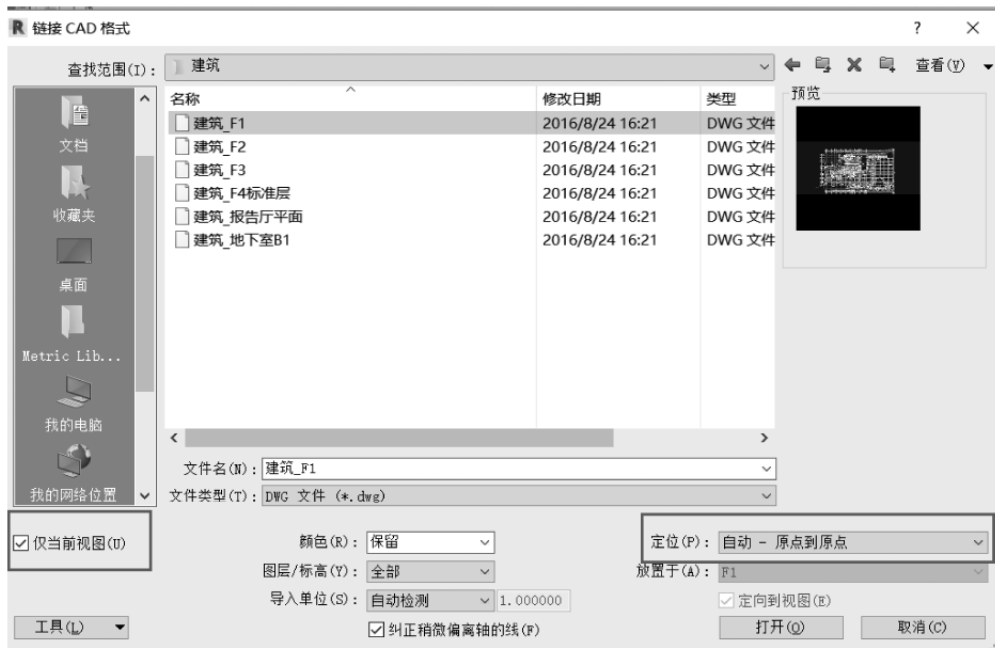 R 链接 CAD 格式 ? ×
查找范围(I): 建筑 查看(V)
名称 修改日期 类型 预览
建筑_F1 2016/8/24 16:21 DWG 文件
建筑_F2 2016/8/24 16:21 DWG 文件
建筑_F3 2016/8/24 16:21 DWG 文件
建筑_F4标准层 2016/8/24 16:21 DWG 文件
建筑_报告厅平面 2016/8/24 16:21 DWG 文件
建筑_地下室B1 2016/8/24 16:21 DWG 文件
文档
收藏夹
桌面
Metric Lib...
我的电脑
我的网络位置
文件名(N): 建筑_F1
文件类型(T): DWG 文件 (*.dwg)
仅当前视图(U) 颜色(R): 保留 定位(P): 自动 - 原点到原点
图层/标高(Y): 全部 放置于(A): F1
导入单位(S): 自动检测 1.000000 定向到视图(E)
工具(L) 纠正稍微偏离轴的线(F) 打开(O) 取消(C)